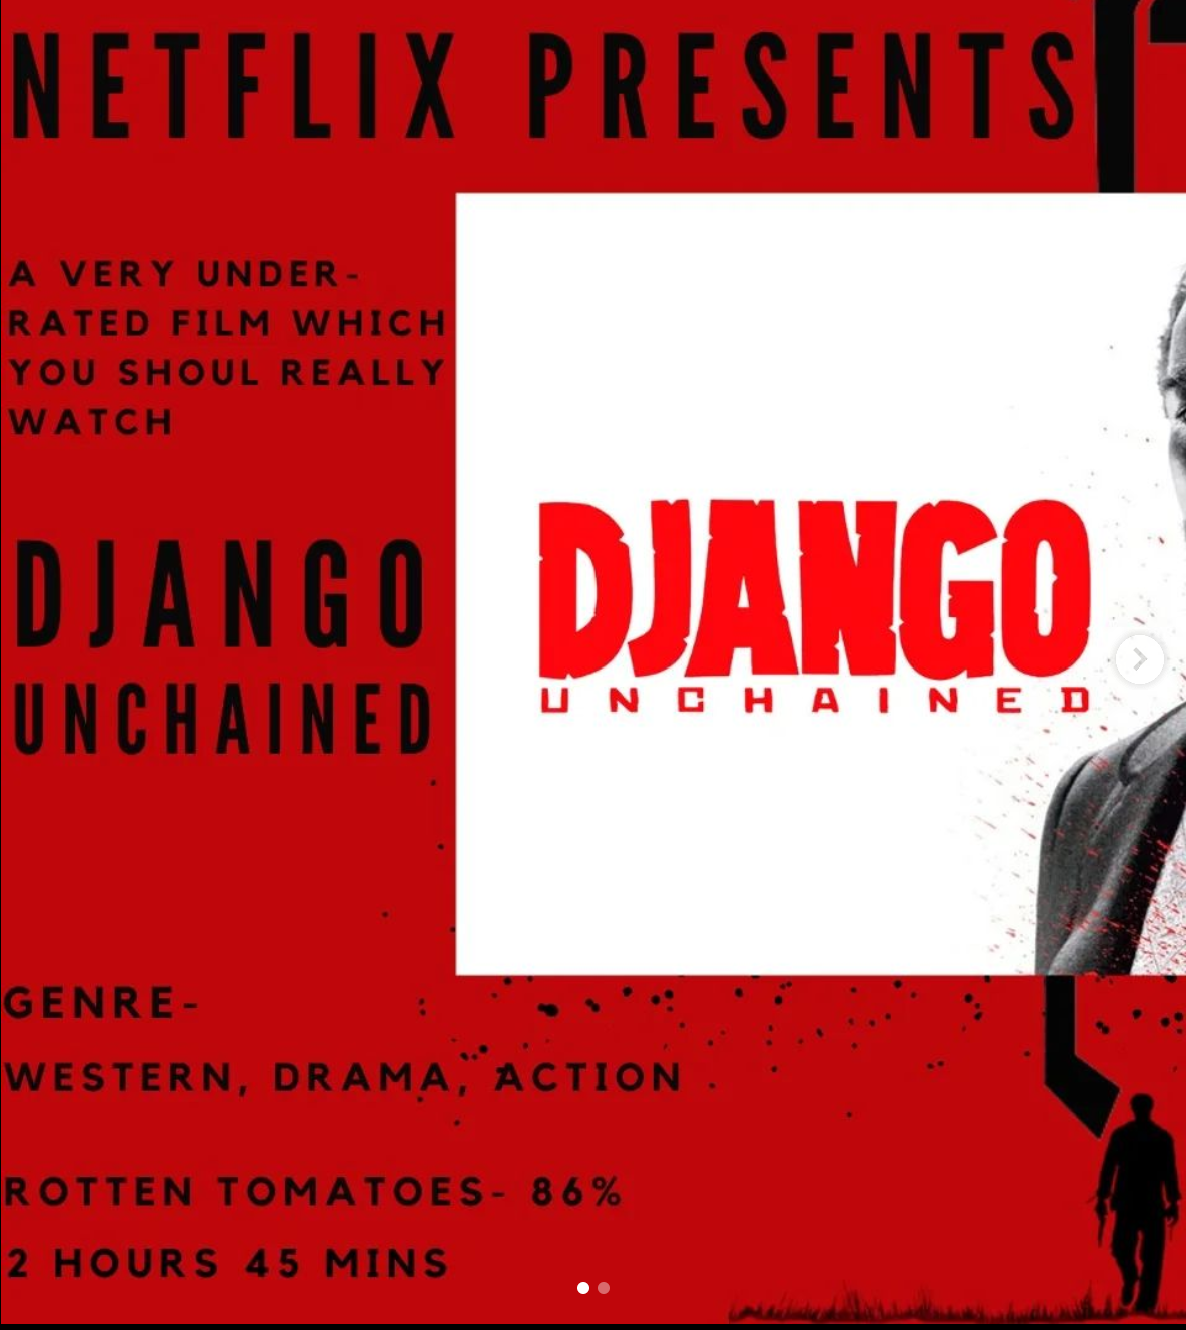 NETFLIX PRESENTS
A VERY UNDER-
RATED FILM WHICH
YOU SHOUL REALLY
WATCH
DJANGO
UNCHAINED
DJANGO
UNCHAINED
GENRE-
WESTERN, DRAMA, ACTION
ROTTEN TOMATOES- 86%
2 HOURS 45 MINS